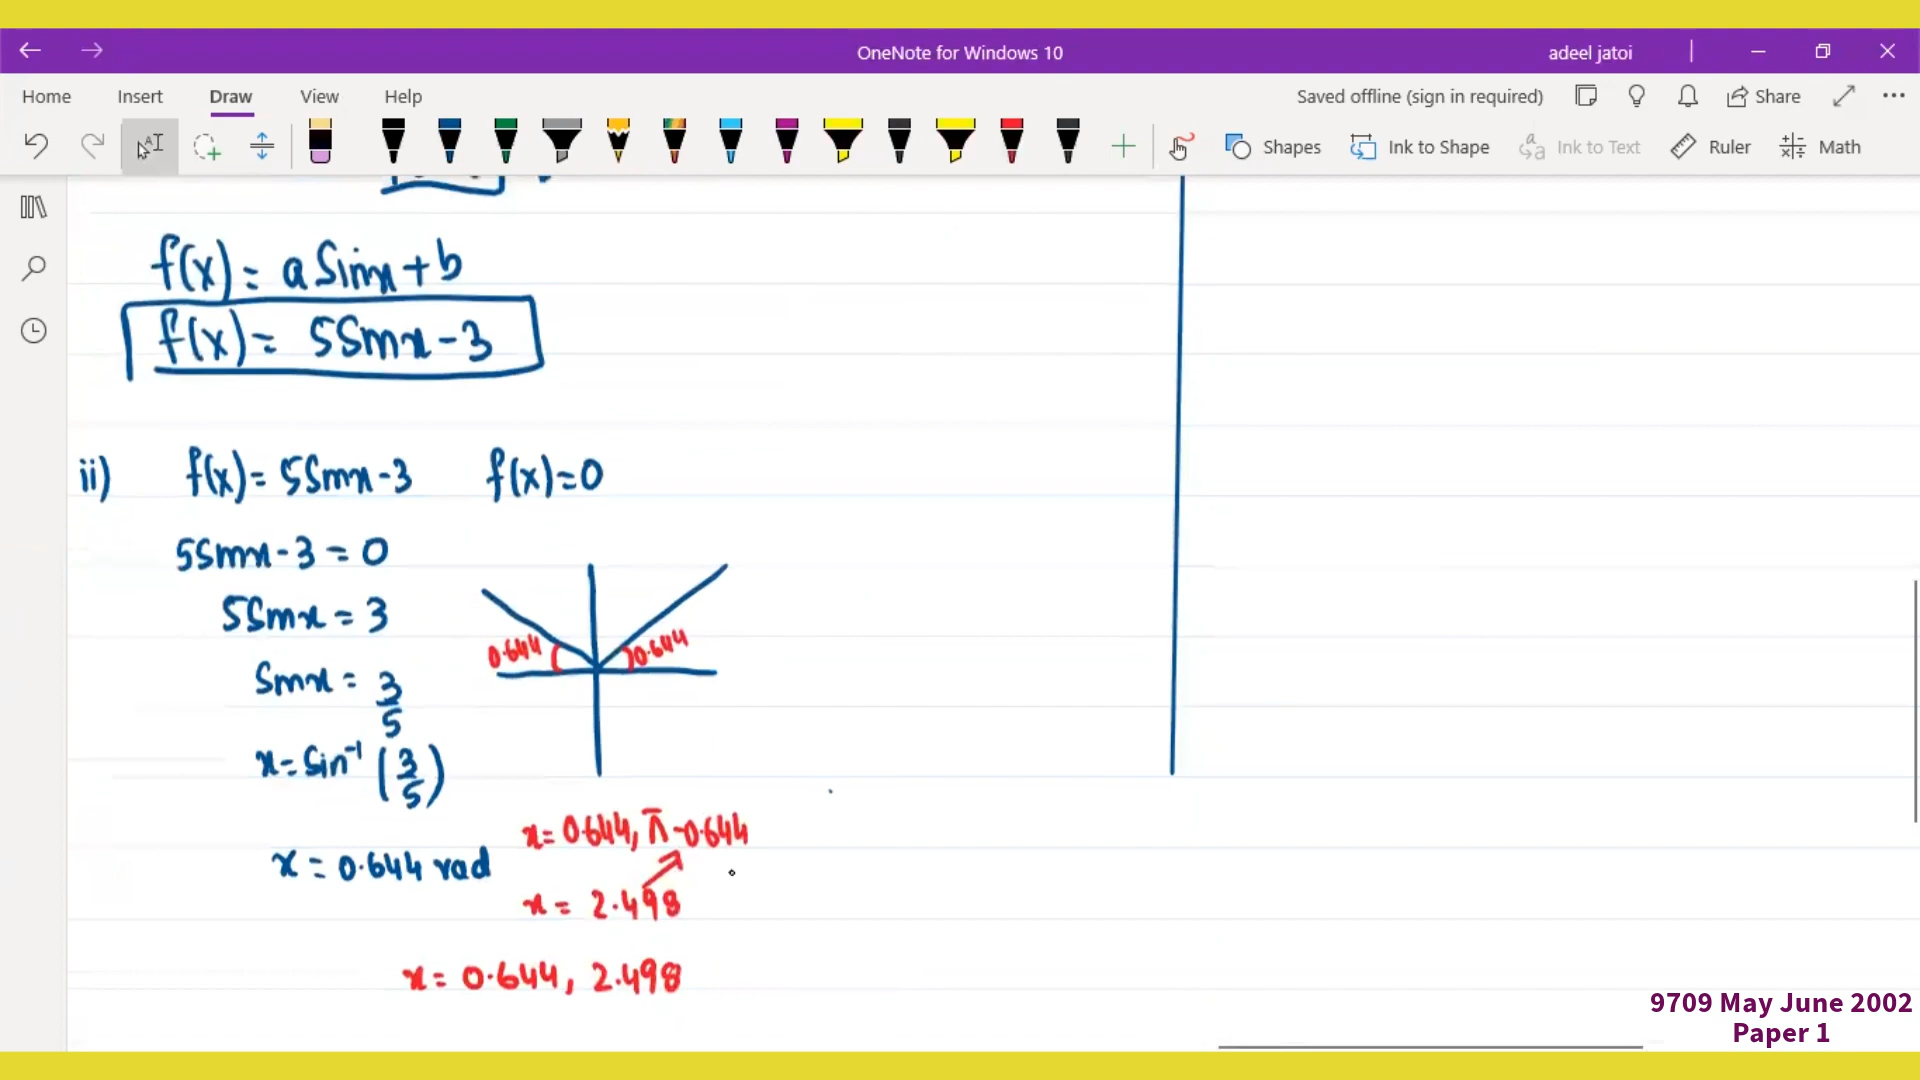 OneNote for Windows 10
adeel jatoi
Home Insert Draw View Help
Saved offline (sign in required)
Share
Shapes
Ink to Shape
Ink to Text
Ruler
Math
f(x) = a Sinx + b
f(x) = 5Sinx - 3
ii) f(x) = 5Sinx - 3 f(x) = 0
5Sinx - 3 = 0
5Sinx = 3
Sinx = 3/5
x = Sin⁻¹ (3/5)
x = 0.644 rad
0.644 0.644
x = 0.644, π - 0.644
x = 2.498
x = 0.644, 2.498
9709 May June 2002
Paper 1